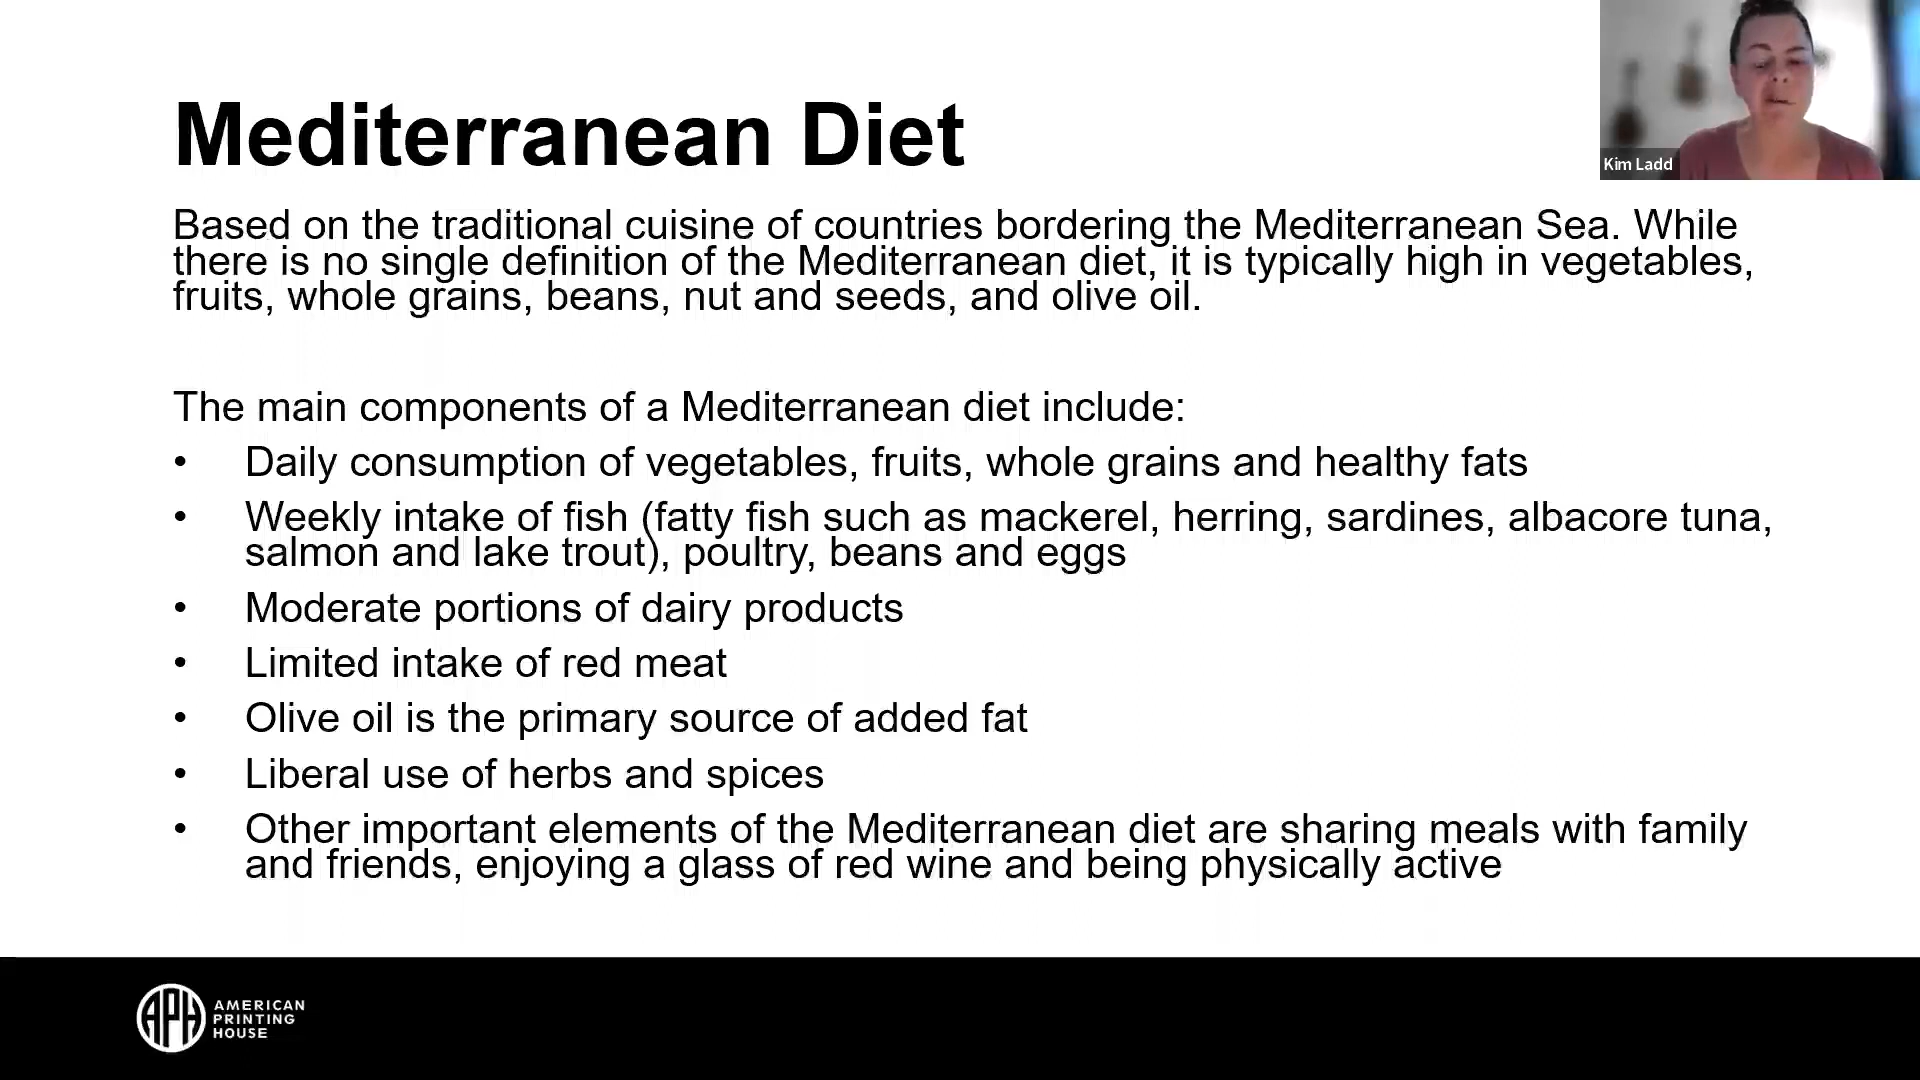 Mediterranean Diet
Kim Ladd
Based on the traditional cuisine of countries bordering the Mediterranean Sea. While
there is no single definition of the Mediterranean diet, it is typically high in vegetables,
fruits, whole grains, beans, nut and seeds, and olive oil.
The main components of a Mediterranean diet include:
• Daily consumption of vegetables, fruits, whole grains and healthy fats
• Weekly intake of fish (fatty fish such as mackerel, herring, sardines, albacore tuna,
salmon and lake trout), poultry, beans and eggs
• Moderate portions of dairy products
• Limited intake of red meat
• Olive oil is the primary source of added fat
• Liberal use of herbs and spices
• Other important elements of the Mediterranean diet are sharing meals with family
and friends, enjoying a glass of red wine and being physically active
APH
AMERICAN
PRINTING
HOUSE